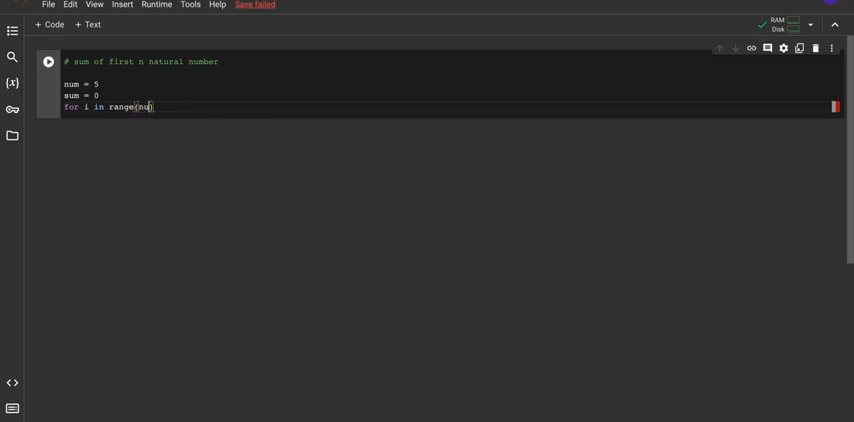 File Edit View Insert Runtime Tools Help Save failed
+ Code + Text
RAM
Disk
{x}
# sum of first n natural number
num = 5
sum = 0
for i in range(nu)